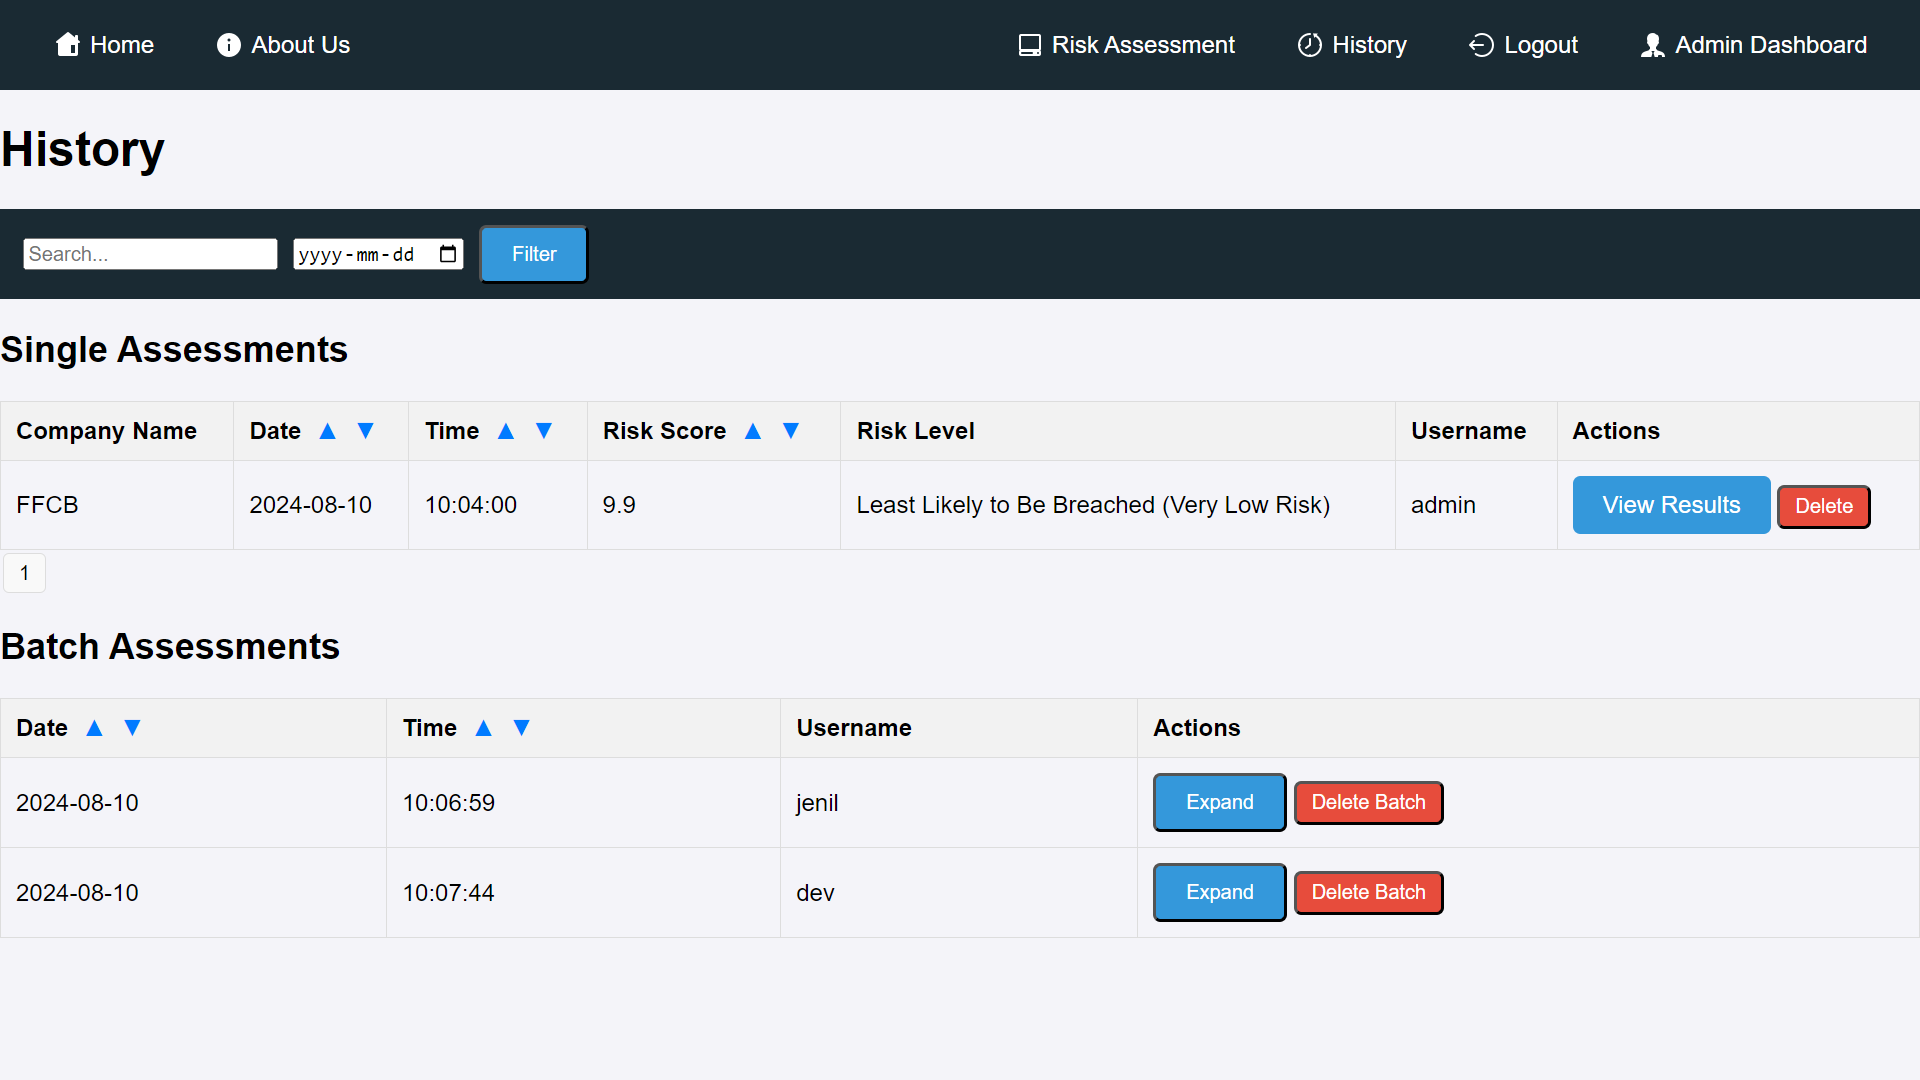 Home About Us Risk Assessment History Logout Admin Dashboard
History
Search... yyyy-mm-dd Filter
Single Assessments
Company Name Date ▲ ▼ Time ▲ ▼ Risk Score ▲ ▼ Risk Level Username Actions
FFCB 2024-08-10 10:04:00 9.9 Least Likely to Be Breached (Very Low Risk) admin View Results Delete
1
Batch Assessments
Date ▲ ▼ Time ▲ ▼ Username Actions
2024-08-10 10:06:59 jenil Expand Delete Batch
2024-08-10 10:07:44 dev Expand Delete Batch